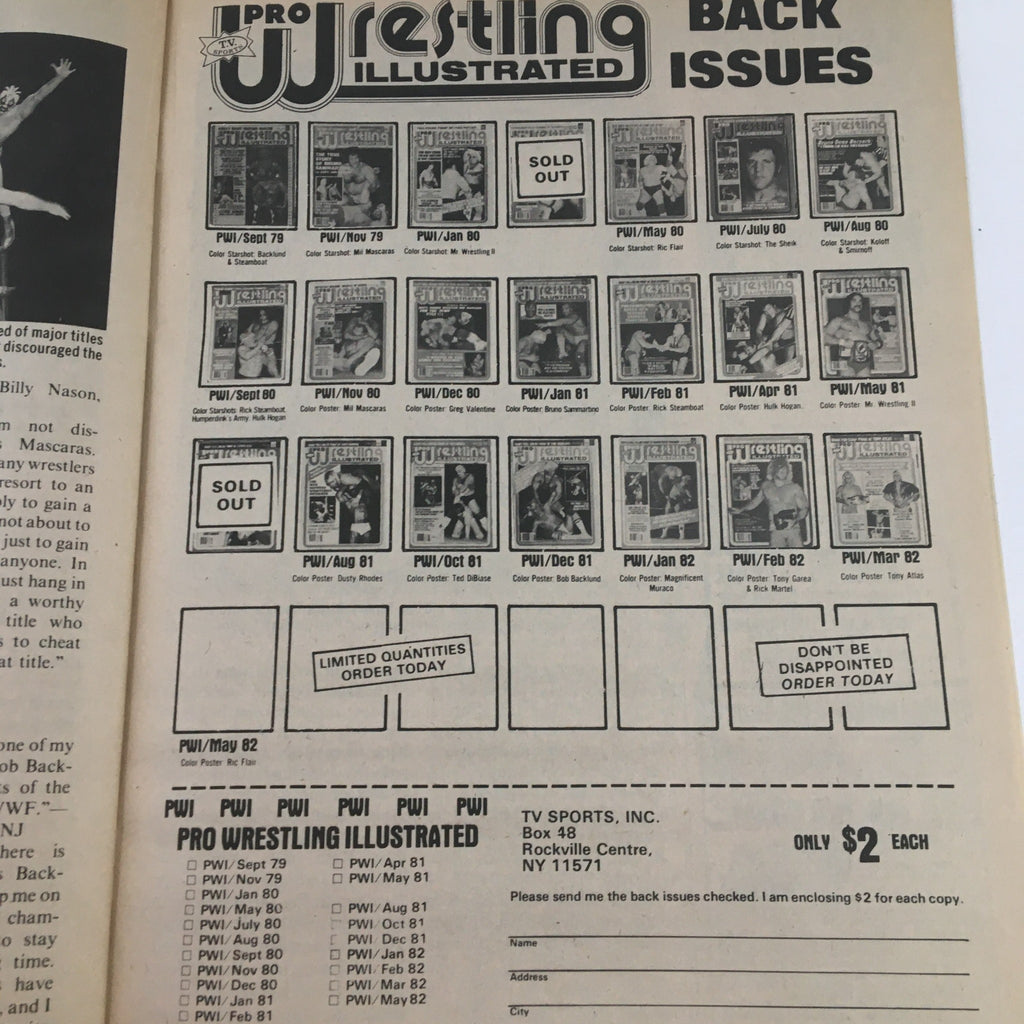 ed of major titles
discouraged the
s.
Billy Nason,
m not dis-
s Mascaras.
any wrestlers
resort to an
ly to gain a
not about to
just to gain
anyone. In
ust hang in
a worthy
title who
s to cheat
at title."
one of my
ob Back-
ts of the
WF."—
NJ
here is
s Back-
p me on
cham-
o stay
time.
s have
, and I
T.V. SPORTS
PRO Wrestling
ILLUSTRATED
BACK
ISSUES
SOLD
OUT
PWI/Sept 79
Color Starshot: Backlund
& Steamboat
PWI/Nov 79
Color Starshot: Mil Mascaras
PWI/Jan 80
Color Starshot: Mr. Wrestling II
PWI/May 80
Color Starshot: Ric Flair
PWI/July 80
Color Starshot: The Sheik
PWI/Aug 80
Color Starshot: Koloff
& Smirnoff
PWI/Sept 80
Color Starshots: Rick Steamboat,
Humperdink's Army, Hulk Hogan
PWI/Nov 80
Color Poster: Mil Mascaras
PWI/Dec 80
Color Poster: Greg Valentine
PWI/Jan 81
Color Poster: Bruno Sammartino
PWI/Feb 81
Color Poster: Rick Steamboat
PWI/Apr 81
Color Poster: Hulk Hogan.
PWI/May 81
Color Poster: Mr. Wrestling II
SOLD
OUT
PWI/Aug 81
Color Poster: Dusty Rhodes
PWI/Oct 81
Color Poster: Ted DiBiase
PWI/Dec 81
Color Poster: Bob Backlund
PWI/Jan 82
Color Poster: Magnificent
Muraco
PWI/Feb 82
Color Poster: Tony Garea
& Rick Martel
PWI/Mar 82
Color Poster: Tony Atlas
LIMITED QUANTITIES
ORDER TODAY
DON'T BE
DISAPPOINTED
ORDER TODAY
PWI/May 82
Color Poster: Ric Flair
PWI PWI PWI PWI PWI PWI
PRO WRESTLING ILLUSTRATED
PWI/Sept 79
PWI/Nov 79
PWI/Jan 80
PWI/May 80
PWI/July 80
PWI/Aug 80
PWI/Sept 80
PWI/Nov 80
PWI/Dec 80
PWI/Jan 81
PWI/Feb 81
PWI/Apr 81
PWI/May 81
PWI/Aug 81
PWI/Oct 81
PWI/Dec 81
PWI/Jan 82
PWI/Feb 82
PWI/Mar 82
PWI/May 82
TV SPORTS, INC.
Box 48
Rockville Centre,
NY 11571
ONLY $2 EACH
Please send me the back issues checked. I am enclosing $2 for each copy.
Name
Address
City